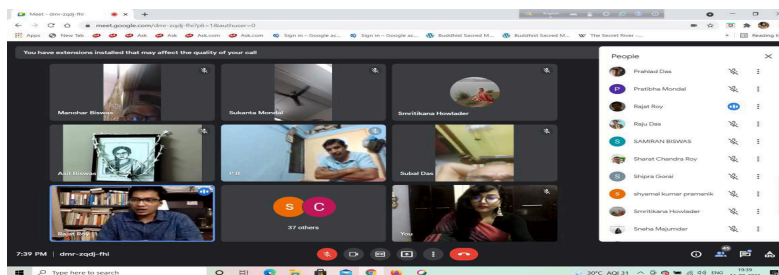 Meet - dmr-zqdj-fhi
meet.google.com/dmr-zqdj-fhi?pli=1&authuser=0
Apps New Tab Ask Ask Ask.com Ask.com Sign in – Google ac... Sign in – Google ac... Buddhist Sacred M... Buddhist Sacred M... The Secret River -... Reading
You have extensions installed that may affect the quality of your call
Manohar Biswas
Sukanta Mondal
Smritikana Howlader
Asit Biswas
P.B
Subal Das
Rajat Roy
S C
37 others
You
People
Prahlad Das
P Pratibha Mondal
Rajat Roy
Raju Das
S SAMIRAN BISWAS
Sharat Chandra Roy
S Shipra Gorai
S shyamal kumar pramanik
Smritikana Howlader
Sneha Majumdar
7:39 PM | dmr-zqdj-fhi
45
Type here to search
30°C AQI 31
ENG
19:39